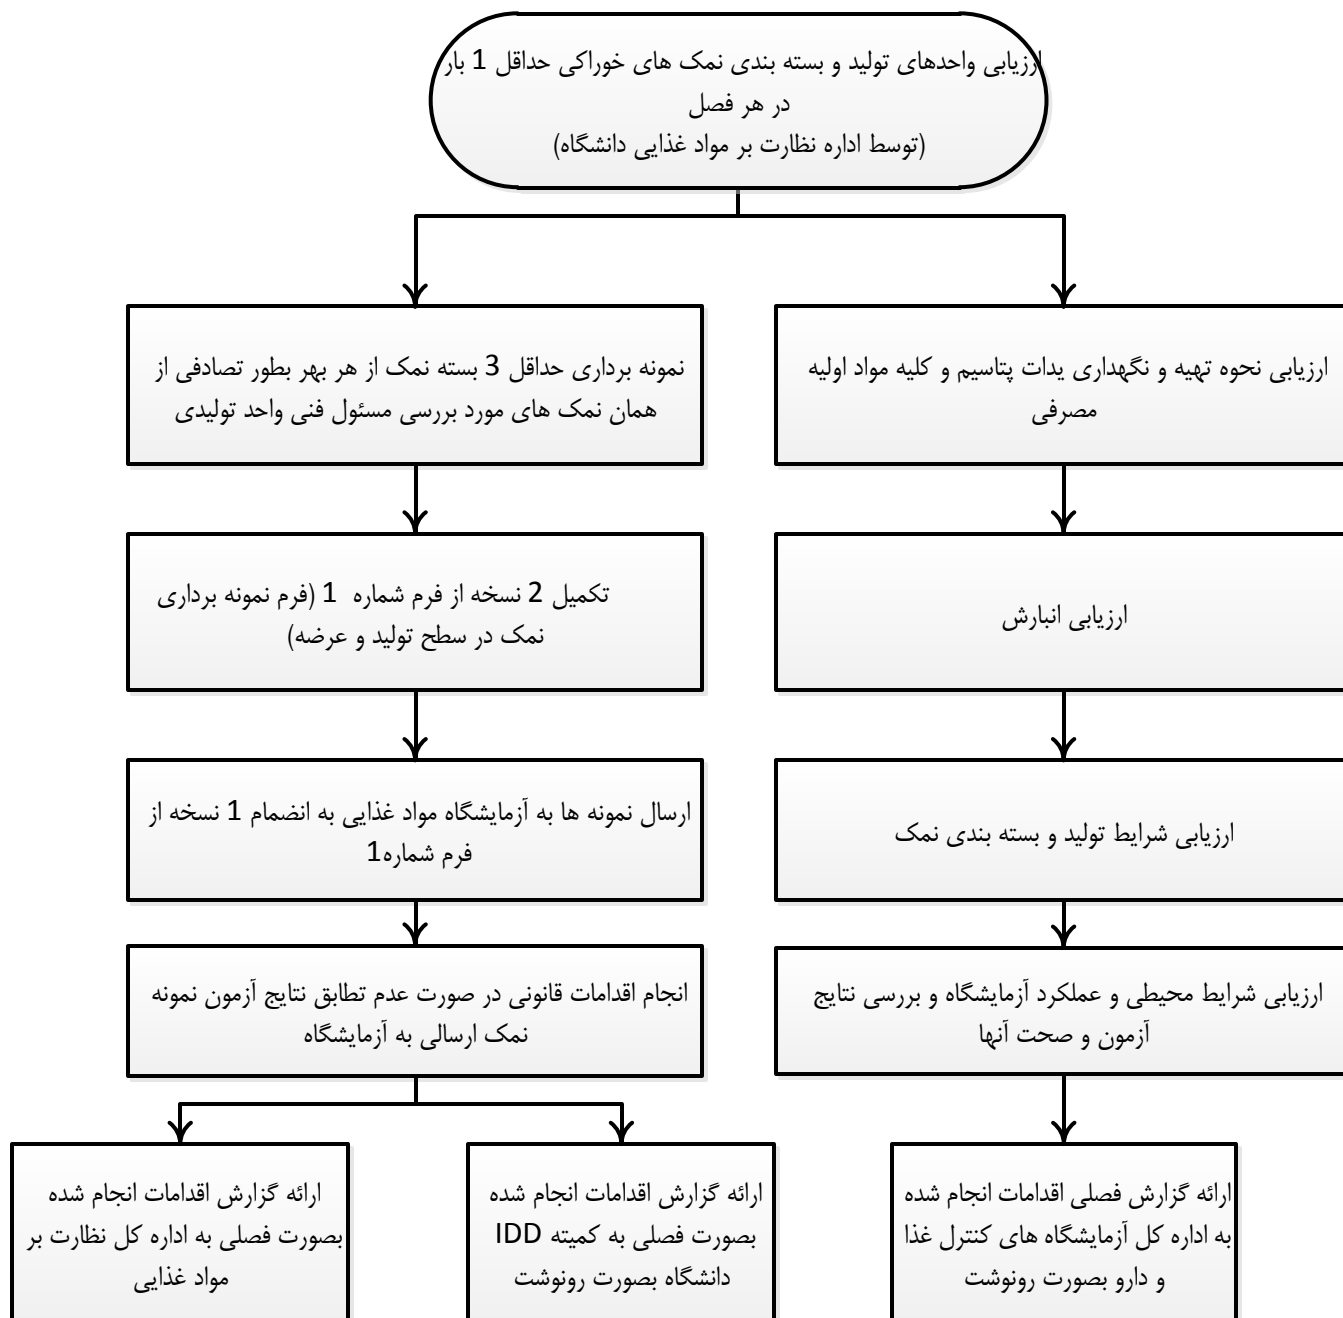 ارزیابی واحدهای تولید و بسته بندی نمک های خوراکی حداقل 1 بار
در هر فصل
(توسط اداره نظارت بر مواد غذایی دانشگاه)
ارزیابی نحوه تهیه و نگهداری یدات پتاسیم و کلیه مواد اولیه
مصرفی
ارزیابی انبارش
ارزیابی شرایط تولید و بسته بندی نمک
ارزیابی شرایط محیطی و عملکرد آزمایشگاه و بررسی نتایج
آزمون و صحت آنها
ارائه گزارش فصلی اقدامات انجام شده
به اداره کل آزمایشگاه های کنترل غذا
و دارو بصورت رونوشت
نمونه برداری حداقل 3 بسته نمک از هر بهر بطور تصادفی از
همان نمک های مورد بررسی مسئول فنی واحد تولیدی
تکمیل 2 نسخه از فرم شماره 1 (فرم نمونه برداری
نمک در سطح تولید و عرضه)
ارسال نمونه ها به آزمایشگاه مواد غذایی به انضمام 1 نسخه از
فرم شماره1
انجام اقدامات قانونی در صورت عدم تطابق نتایج آزمون نمونه
نمک ارسالی به آزمایشگاه
ارائه گزارش اقدامات انجام شده
بصورت فصلی به کمیته IDD
دانشگاه بصورت رونوشت
ارائه گزارش اقدامات انجام شده
بصورت فصلی به اداره کل نظارت بر
مواد غذایی